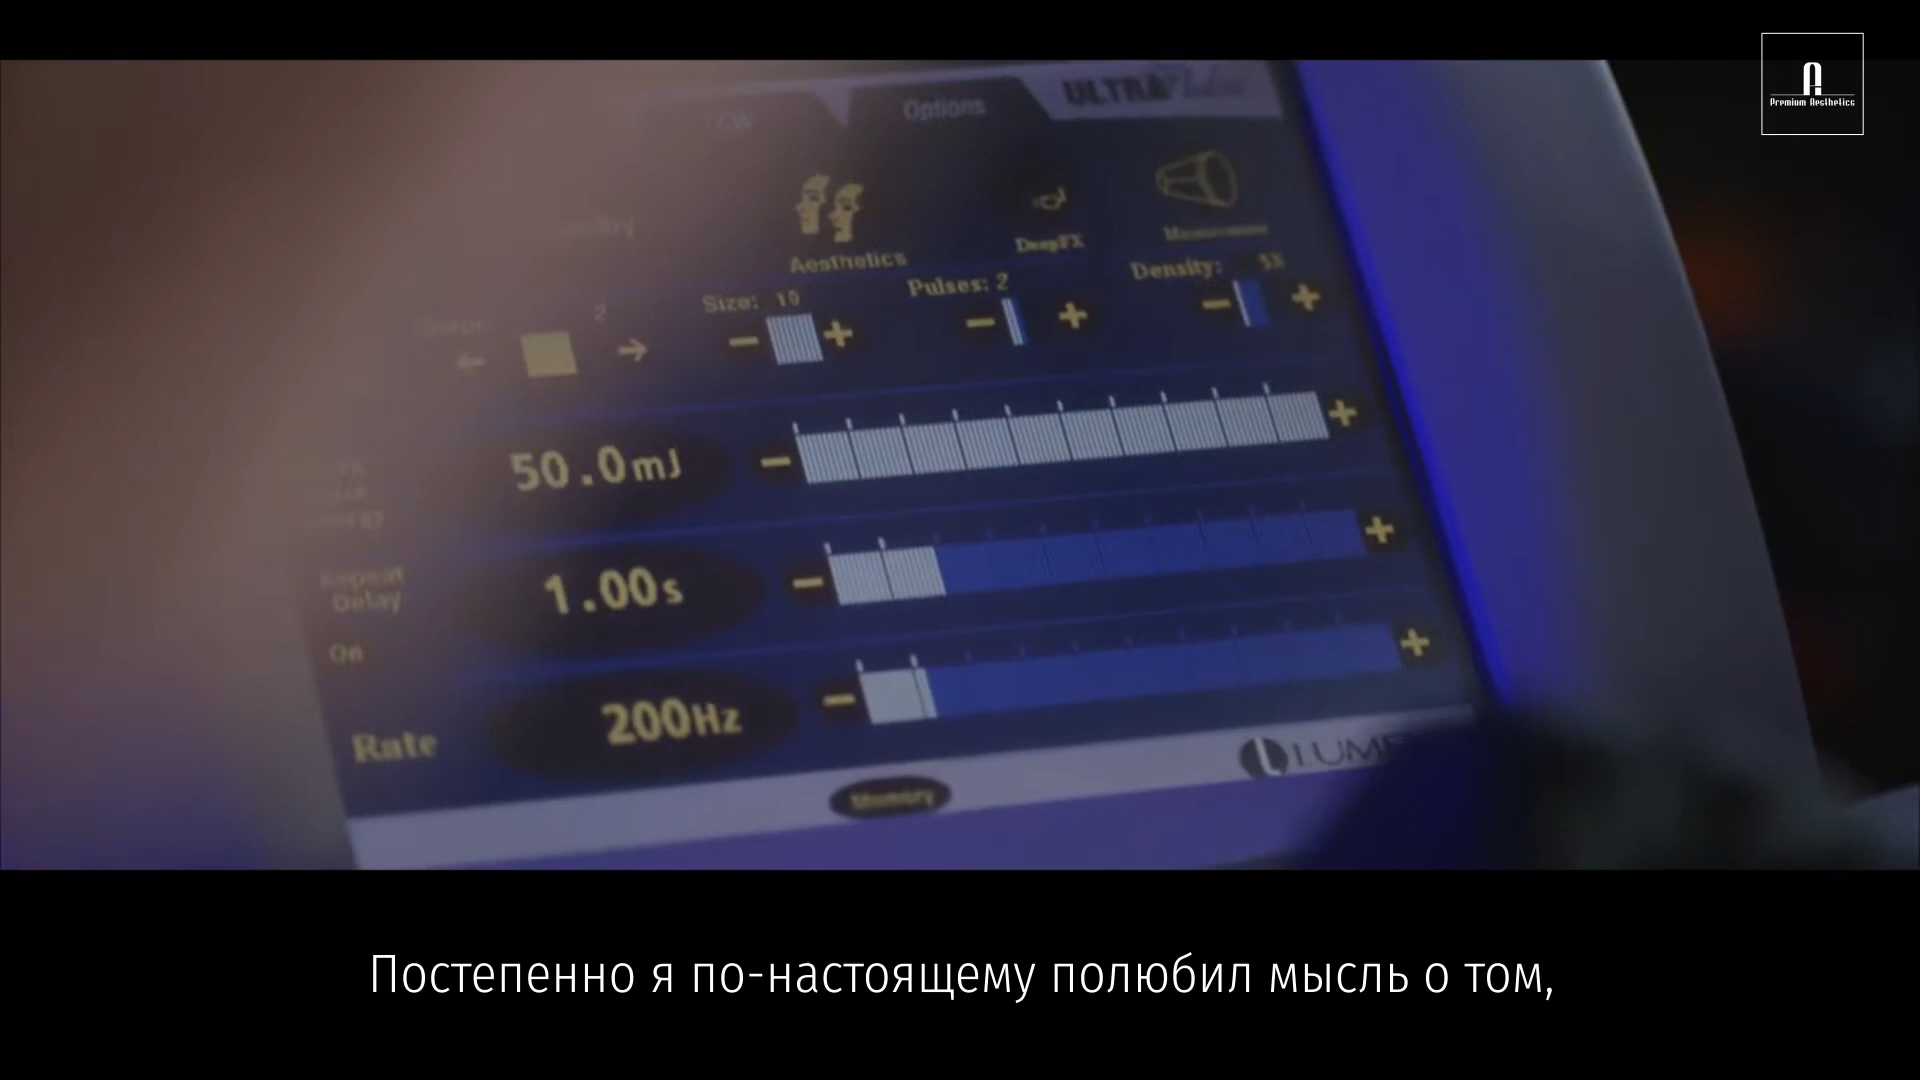 Premium Aesthetics
Options
ULTRA
Aesthetics
DeepFX
Size: 10
Pulses: 2
Density:
2
50.0mJ
Repeat
Delay
1.00s
On
Rate
200Hz
Memory
Постепенно я по-настоящему полюбил мысль о том,